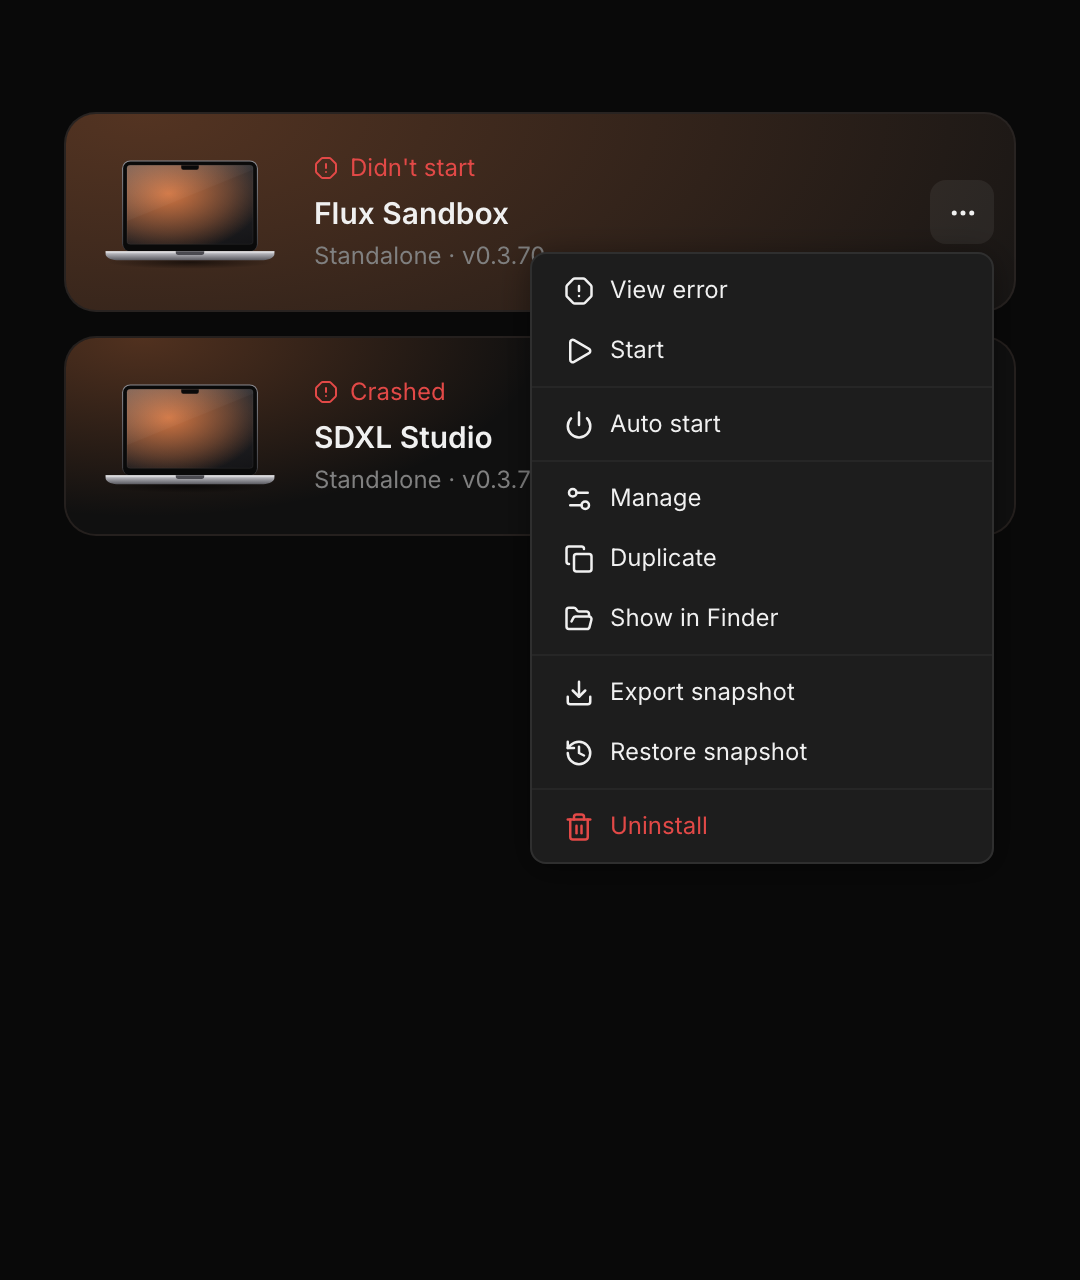 Didn't start
Flux Sandbox
Standalone · v0.3.70
View error
Start
Auto start
Manage
Duplicate
Show in Finder
Export snapshot
Restore snapshot
Uninstall
Crashed
SDXL Studio
Standalone · v0.3.7